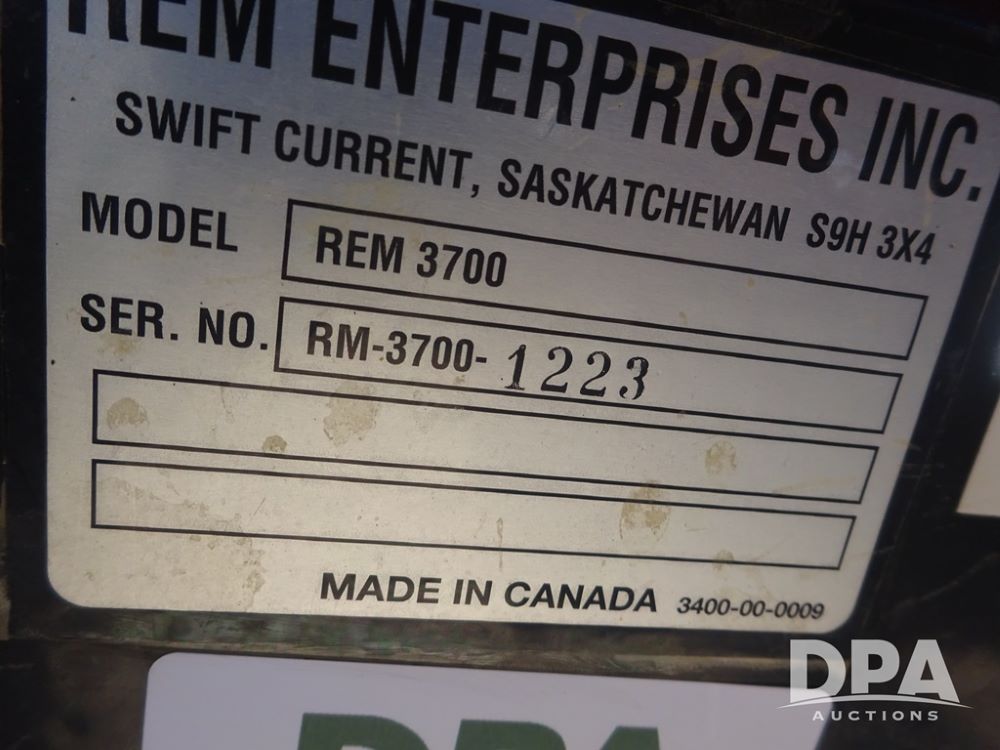 REM ENTERPRISES INC.
SWIFT CURRENT, SASKATCHEWAN S9H 3X4
MODEL REM 3700
SER. NO. RM-3700-1223
MADE IN CANADA 3400-00-0009
DPA
DPA
AUCTIONS